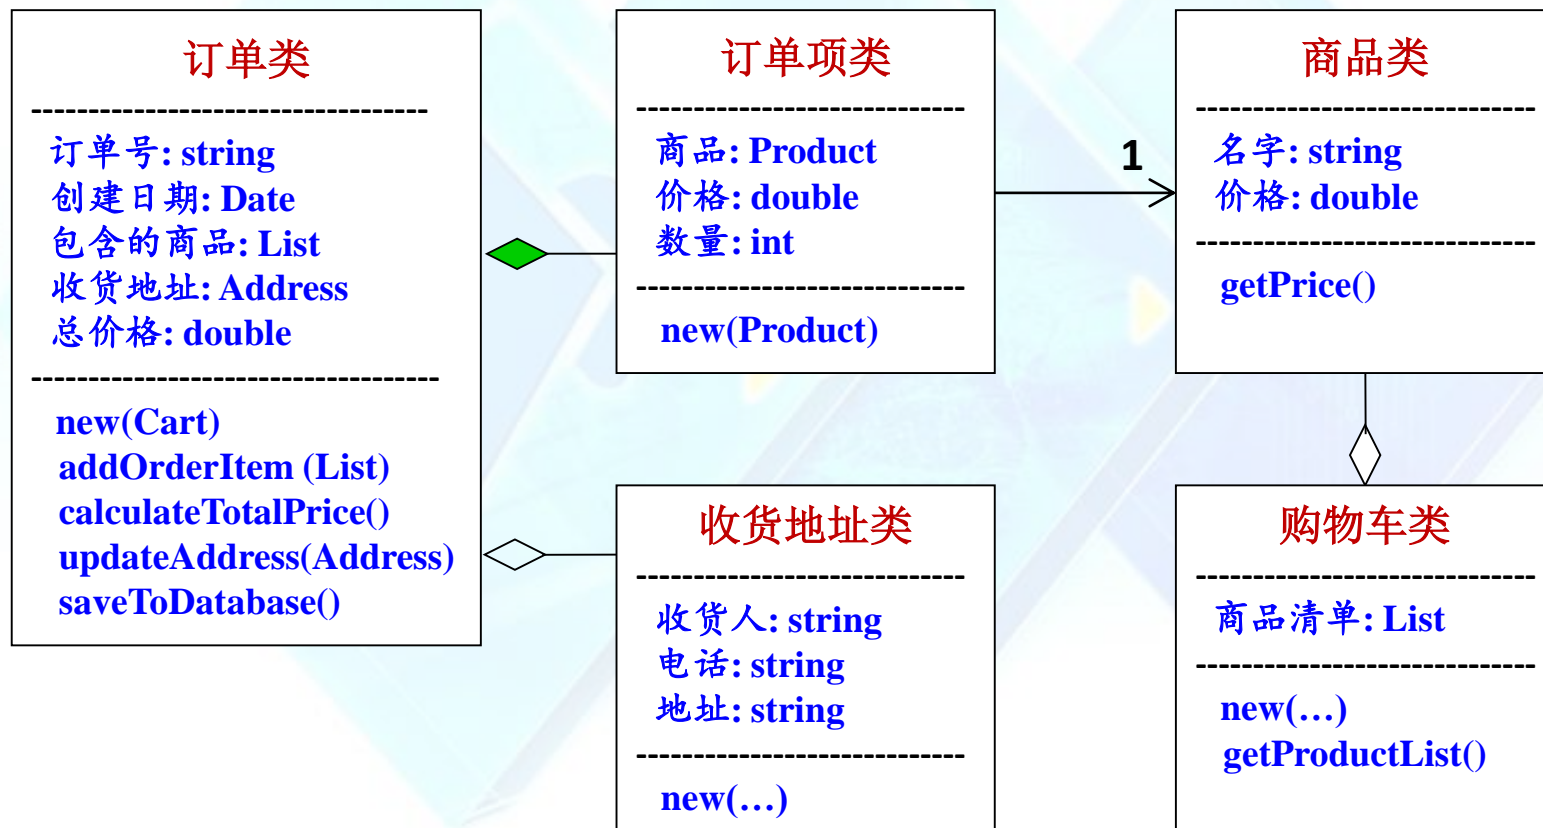 订单类
----------------------------------
订单号: string
创建日期: Date
包含的商品: List
收货地址: Address
总价格: double
-----------------------------------
new(Cart)
addOrderItem (List)
calculateTotalPrice()
updateAddress(Address)
saveToDatabase()
订单项类
----------------------------
商品: Product
价格: double
数量: int
----------------------------
new(Product)
1
商品类
-----------------------------
名字: string
价格: double
-----------------------------
getPrice()
收货地址类
----------------------------
收货人: string
电话: string
地址: string
----------------------------
new(…)
购物车类
-----------------------------
商品清单: List
-----------------------------
new(…)
getProductList()